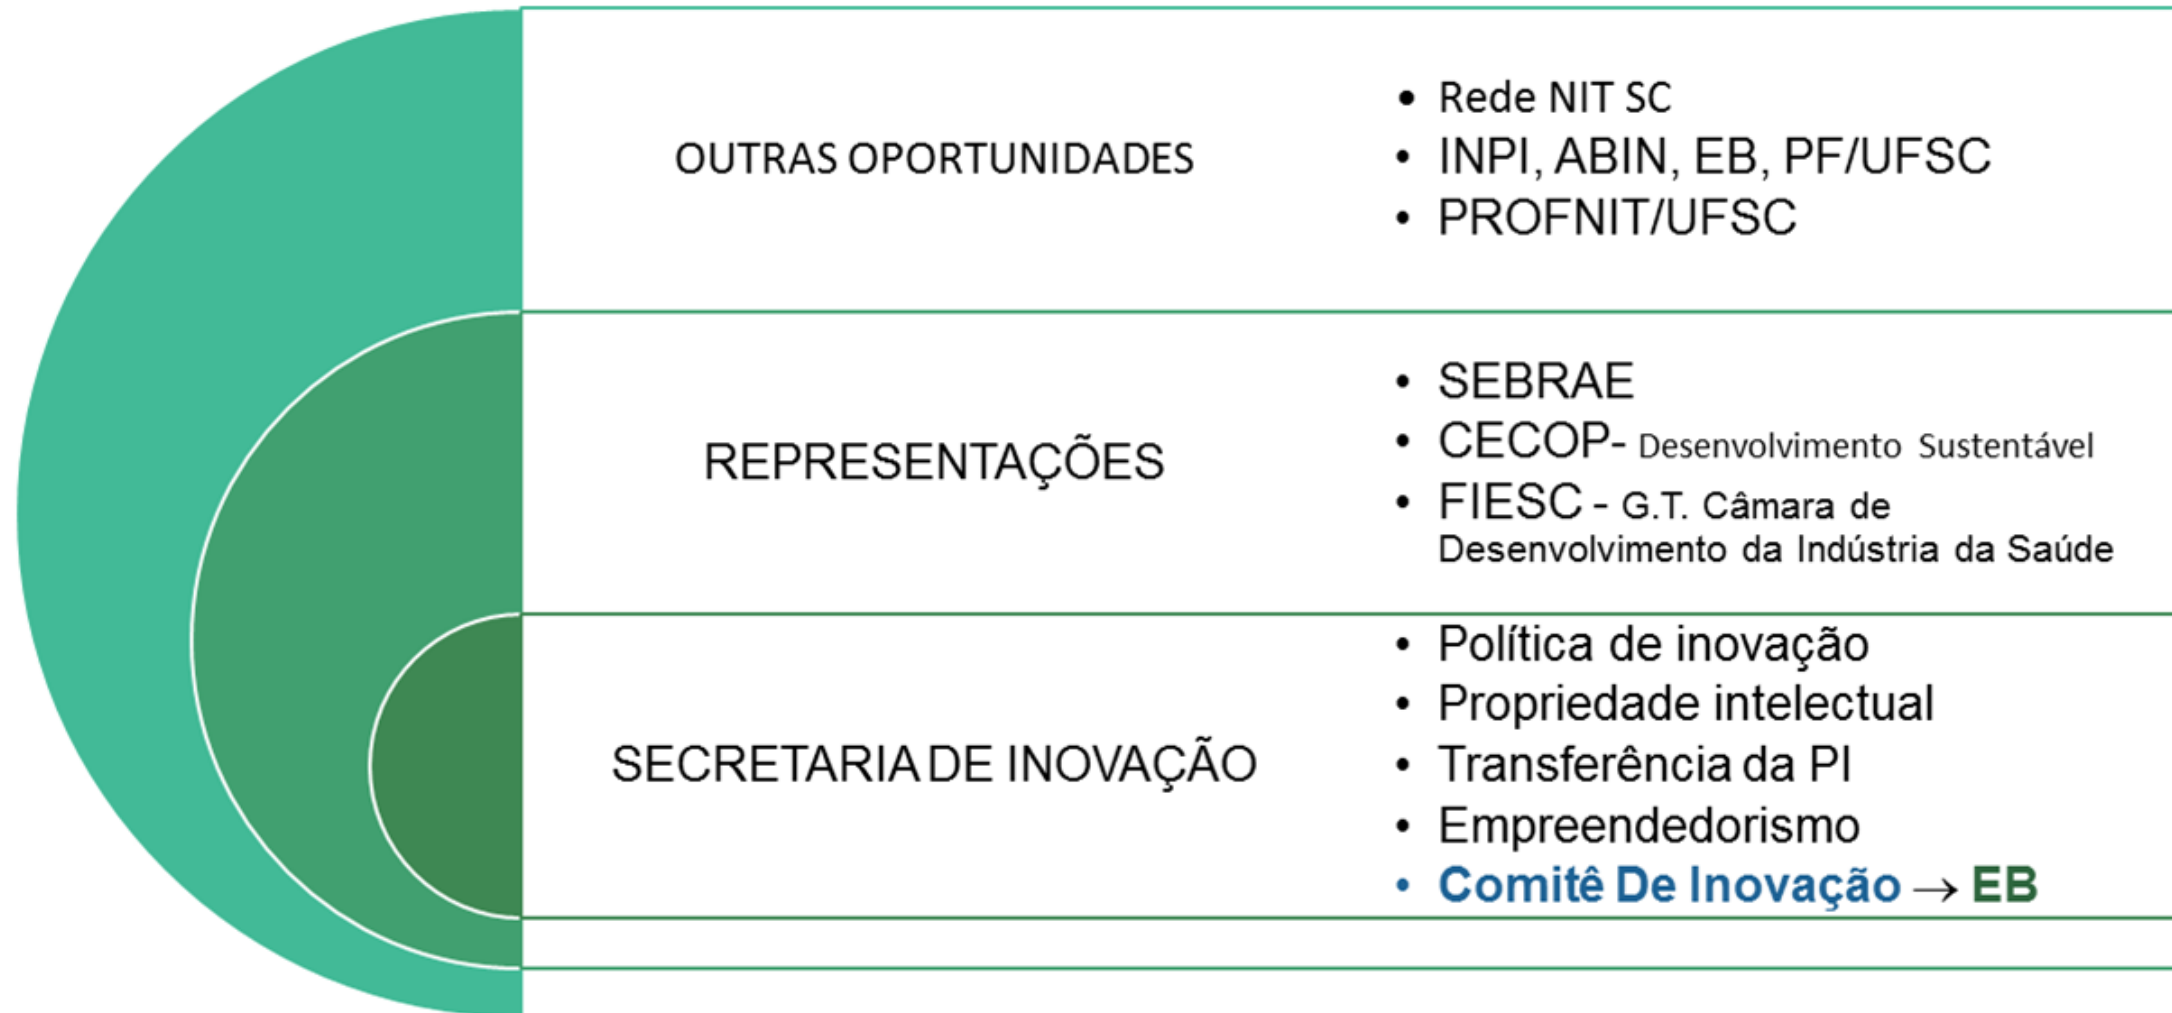 OUTRAS OPORTUNIDADES
• Rede NIT SC
• INPI, ABIN, EB, PF/UFSC
• PROFNIT/UFSC
REPRESENTAÇÕES
• SEBRAE
• CECOP- Desenvolvimento Sustentável
• FIESC - G.T. Câmara de
Desenvolvimento da Indústria da Saúde
SECRETARIA DE INOVAÇÃO
• Política de inovação
• Propriedade intelectual
• Transferência da PI
• Empreendedorismo
• Comitê De Inovação → EB